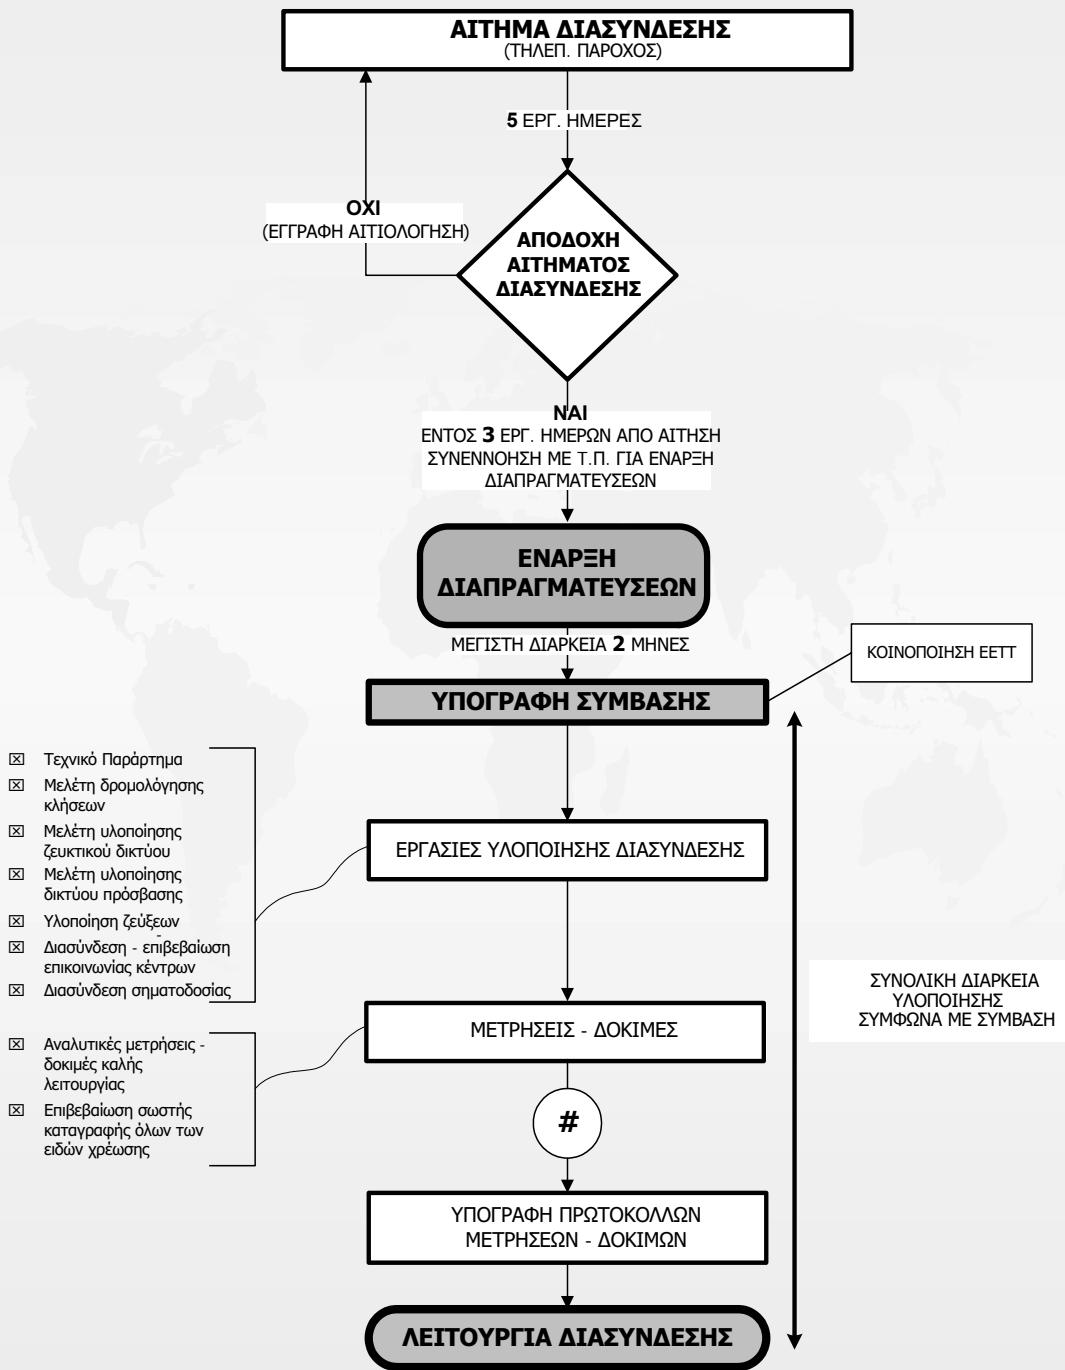 ΑΙΤΗΜΑ ΔΙΑΣΥΝΔΕΣΗΣ
(ΤΗΛΕΠ. ΠΑΡΟΧΟΣ)
5 ΕΡΓ. ΗΜΕΡΕΣ
ΟΧΙ
(ΕΓΓΡΑΦΗ ΑΙΤΙΟΛΟΓΗΣΗ)
ΑΠΟΔΟΧΗ
ΑΙΤΗΜΑΤΟΣ
ΔΙΑΣΥΝΔΕΣΗΣ
ΝΑΙ
ΕΝΤΟΣ 3 ΕΡΓ. ΗΜΕΡΩΝ ΑΠΟ ΑΙΤΗΣΗ
ΣΥΝΕΝΝΟΗΣΗ ΜΕ Τ.Π. ΓΙΑ ΕΝΑΡΞΗ
ΔΙΑΠΡΑΓΜΑΤΕΥΣΕΩΝ
ΕΝΑΡΞΗ
ΔΙΑΠΡΑΓΜΑΤΕΥΣΕΩΝ
ΜΕΓΙΣΤΗ ΔΙΑΡΚΕΙΑ 2 ΜΗΝΕΣ
ΚΟΙΝΟΠΟΙΗΣΗ ΕΕΤΤ
ΥΠΟΓΡΑΦΗ ΣΥΜΒΑΣΗΣ
☒ Τεχνικό Παράρτημα
☒ Μελέτη δρομολόγησης
κλήσεων
☒ Μελέτη υλοποίησης
ζευκτικού δικτύου
☒ Μελέτη υλοποίησης
δικτύου πρόσβασης
☒ Υλοποίηση ζεύξεων
☒ Διασύνδεση - επιβεβαίωση
επικοινωνίας κέντρων
☒ Διασύνδεση σηματοδοσίας
ΕΡΓΑΣΙΕΣ ΥΛΟΠΟΙΗΣΗΣ ΔΙΑΣΥΝΔΕΣΗΣ
ΣΥΝΟΛΙΚΗ ΔΙΑΡΚΕΙΑ
ΥΛΟΠΟΙΗΣΗΣ
ΣΥΜΦΩΝΑ ΜΕ ΣΥΜΒΑΣΗ
ΜΕΤΡΗΣΕΙΣ - ΔΟΚΙΜΕΣ
☒ Αναλυτικές μετρήσεις -
δοκιμές καλής
λειτουργίας
☒ Επιβεβαίωση σωστής
καταγραφής όλων των
ειδών χρέωσης
#
ΥΠΟΓΡΑΦΗ ΠΡΩΤΟΚΟΛΛΩΝ
ΜΕΤΡΗΣΕΩΝ - ΔΟΚΙΜΩΝ
ΛΕΙΤΟΥΡΓΙΑ ΔΙΑΣΥΝΔΕΣΗΣ